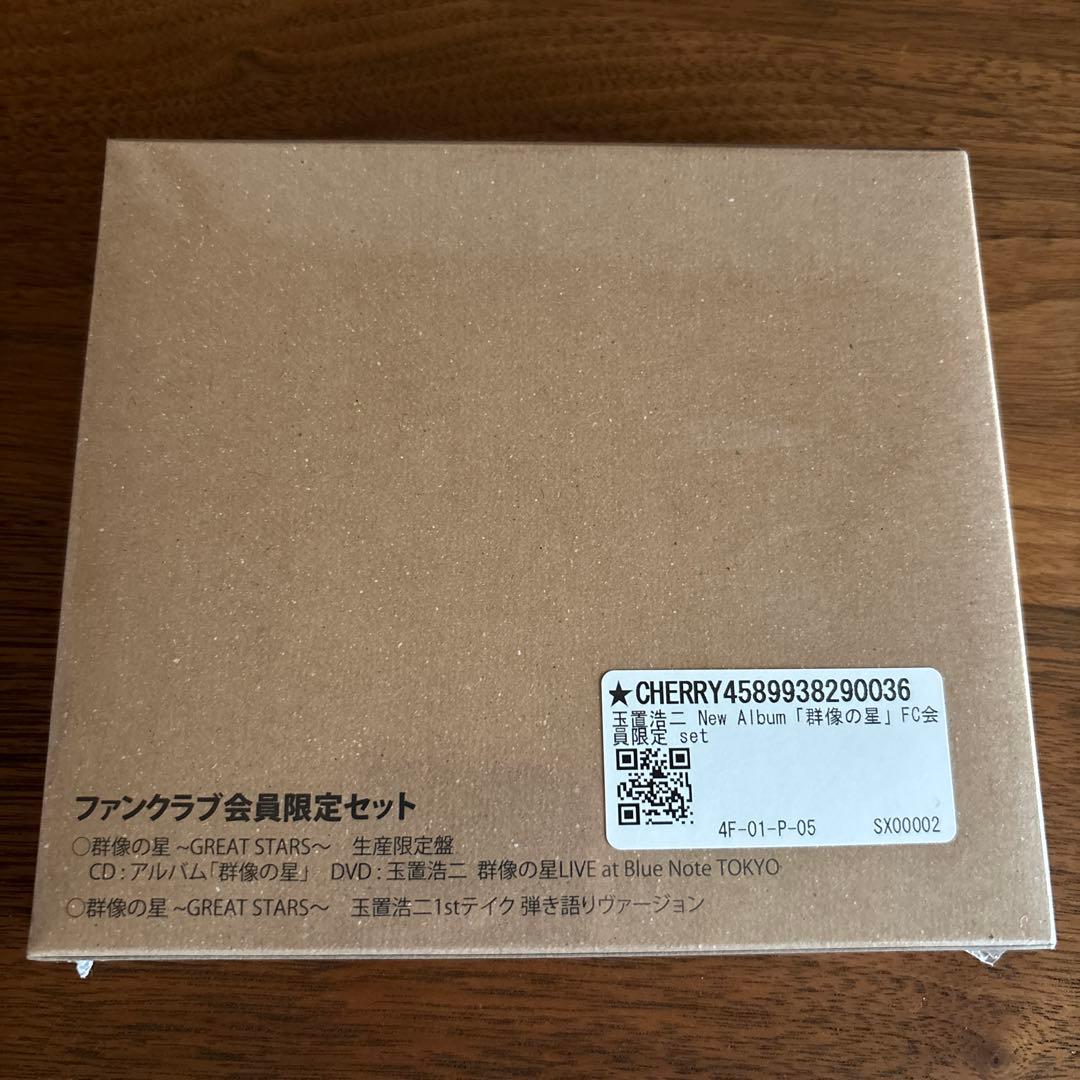 ★CHERRY4589938290036
玉置浩二 New Album「群像の星」FC会
員限定 set
4F-01-P-05 SX00002
ファンクラブ会員限定セット
○群像の星 ~GREAT STARS~ 生産限定盤
CD : アルバム「群像の星」 DVD : 玉置浩二 群像の星LIVE at Blue Note TOKYO
○群像の星 ~GREAT STARS~ 玉置浩二1stテイク 弾き語りヴァージョン